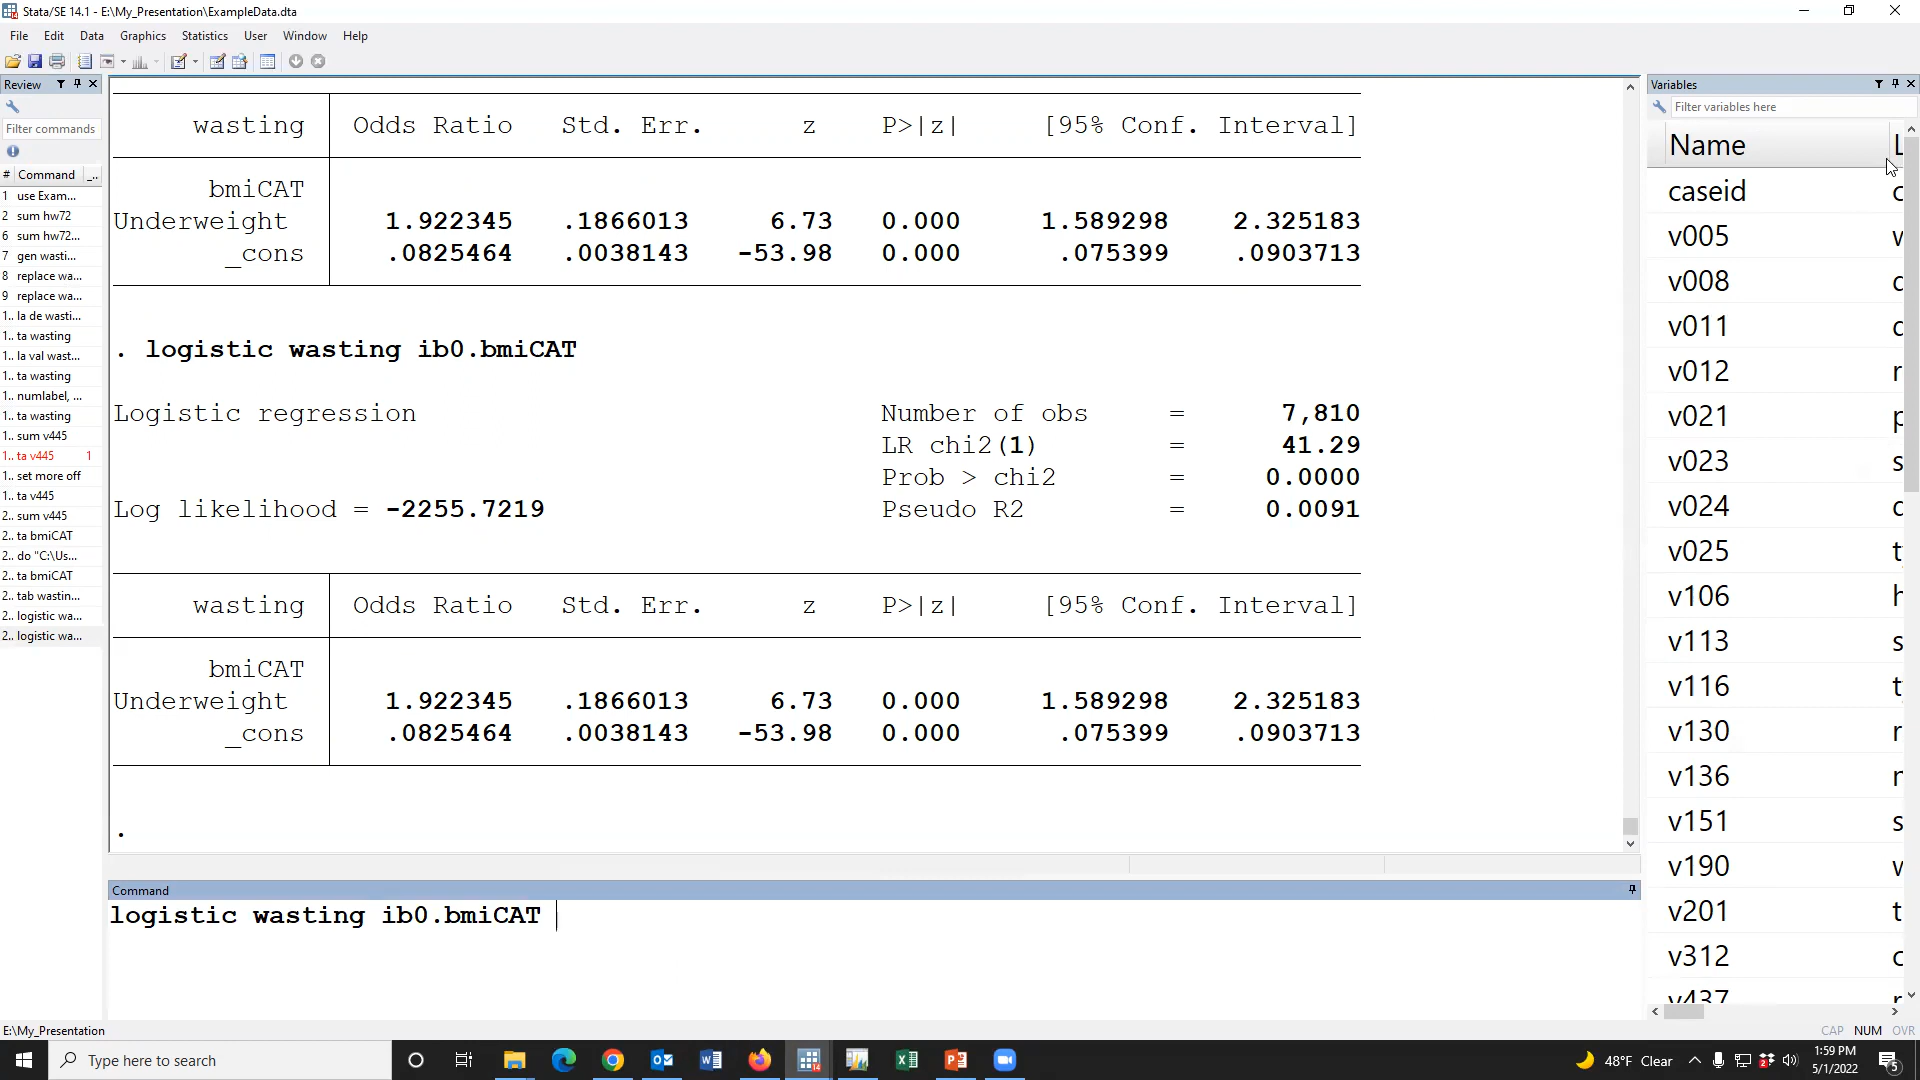 Stata/SE 14.1 - E:\My_Presentation\ExampleData.dta
File Edit Data Graphics Statistics User Window Help
Review
Filter commands
# Command
1 use Exam...
2 sum hw72
6 sum hw72...
7 gen wasti...
8 replace wa...
9 replace wa...
1.. la de wasti...
1.. ta wasting
1.. la val wast...
1.. ta wasting
1.. numlabel, ...
1.. ta wasting
1.. sum v445
1.. ta v445 1
1.. set more off
1.. ta v445
2.. sum v445
2.. ta bmiCAT
2.. do "C:\Us...
2.. ta bmiCAT
2.. tab wastin...
2.. logistic wa...
2.. logistic wa...
wasting Odds Ratio Std. Err. z P>|z| [95% Conf. Interval]
bmiCAT
Underweight 1.922345 .1866013 6.73 0.000 1.589298 2.325183
_cons .0825464 .0038143 -53.98 0.000 .075399 .0903713
. logistic wasting ib0.bmiCAT
Logistic regression Number of obs = 7,810
LR chi2(1) = 41.29
Prob > chi2 = 0.0000
Log likelihood = -2255.7219 Pseudo R2 = 0.0091
wasting Odds Ratio Std. Err. z P>|z| [95% Conf. Interval]
bmiCAT
Underweight 1.922345 .1866013 6.73 0.000 1.589298 2.325183
_cons .0825464 .0038143 -53.98 0.000 .075399 .0903713
.
Command
logistic wasting ib0.bmiCAT
Variables
Filter variables here
Name L
caseid c
v005 w
v008 d
v011 d
v012 r
v021 p
v023 s
v024 d
v025 t
v106 h
v113 s
v116 t
v130 r
v136 n
v151 s
v190 w
v201 t
v312 c
v437 r
E:\My_Presentation
CAP NUM OVR
Type here to search
48°F Clear
1:59 PM
5/1/2022
5